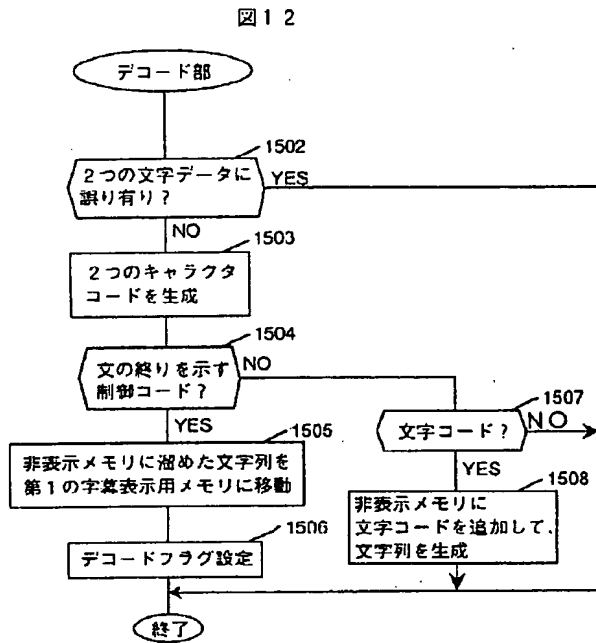 図12
デコード部
1502
2つの文字データに
誤り有り?
YES
NO
1503
2つのキャラクタ
コードを生成
1504
文の終りを示す
制御コード?
NO
YES
1507
文字コード?
NO
YES
1505
非表示メモリに溜めた文字列を
第1の字幕表示用メモリに移動
1508
非表示メモリに
文字コードを追加して、
文字列を生成
1506
デコードフラグ設定
終了